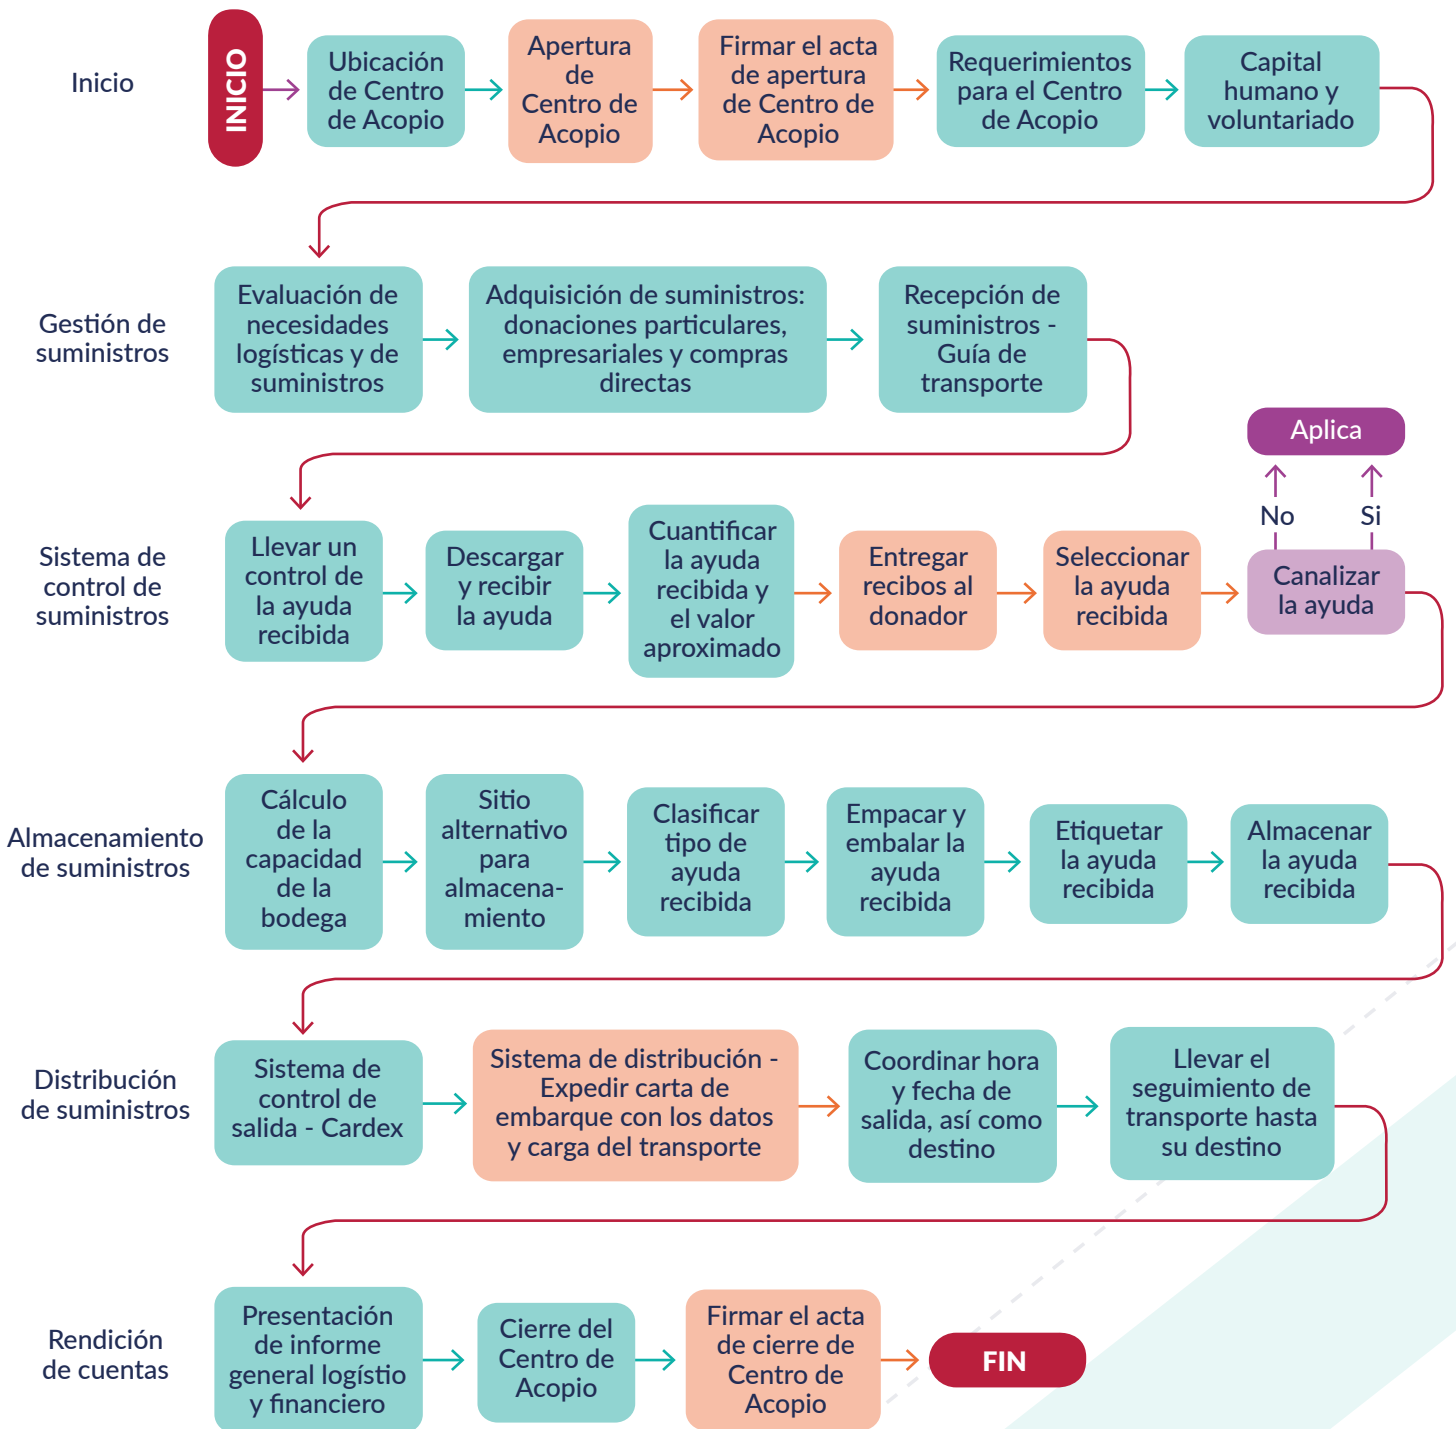 Inicio
INICIO
Ubicación
de Centro
de Acopio
Apertura
de
Centro de
Acopio
Firmar el acta
de apertura
de Centro de
Acopio
Requerimientos
para el Centro
de Acopio
Capital
humano y
voluntariado
Gestión de
suministros
Evaluación de
necesidades
logísticas y de
suministros
Adquisición de suministros:
donaciones particulares,
empresariales y compras
directas
Recepción de
suministros -
Guía de
transporte
Sistema de
control de
suministros
Llevar un
control de
la ayuda
recibida
Descargar
y recibir
la ayuda
Cuantificar
la ayuda
recibida y
el valor
aproximado
Entregar
recibos al
donador
Seleccionar
la ayuda
recibida
Canalizar
la ayuda
No
Si
Aplica
Almacenamiento
de suministros
Cálculo
de la
capacidad
de la
bodega
Sitio
alternativo
para
almacena-
miento
Clasificar
tipo de
ayuda
recibida
Empacar y
embalar la
ayuda
recibida
Etiquetar
la ayuda
recibida
Almacenar
la ayuda
recibida
Distribución
de suministros
Sistema de
control de
salida - Cardex
Sistema de distribución -
Expedir carta de
embarque con los datos
y carga del transporte
Coordinar hora
y fecha de
salida, así como
destino
Llevar el
seguimiento de
transporte hasta
su destino
Rendición
de cuentas
Presentación
de informe
general logístio
y financiero
Cierre del
Centro de
Acopio
Firmar el acta
de cierre de
Centro de
Acopio
FIN